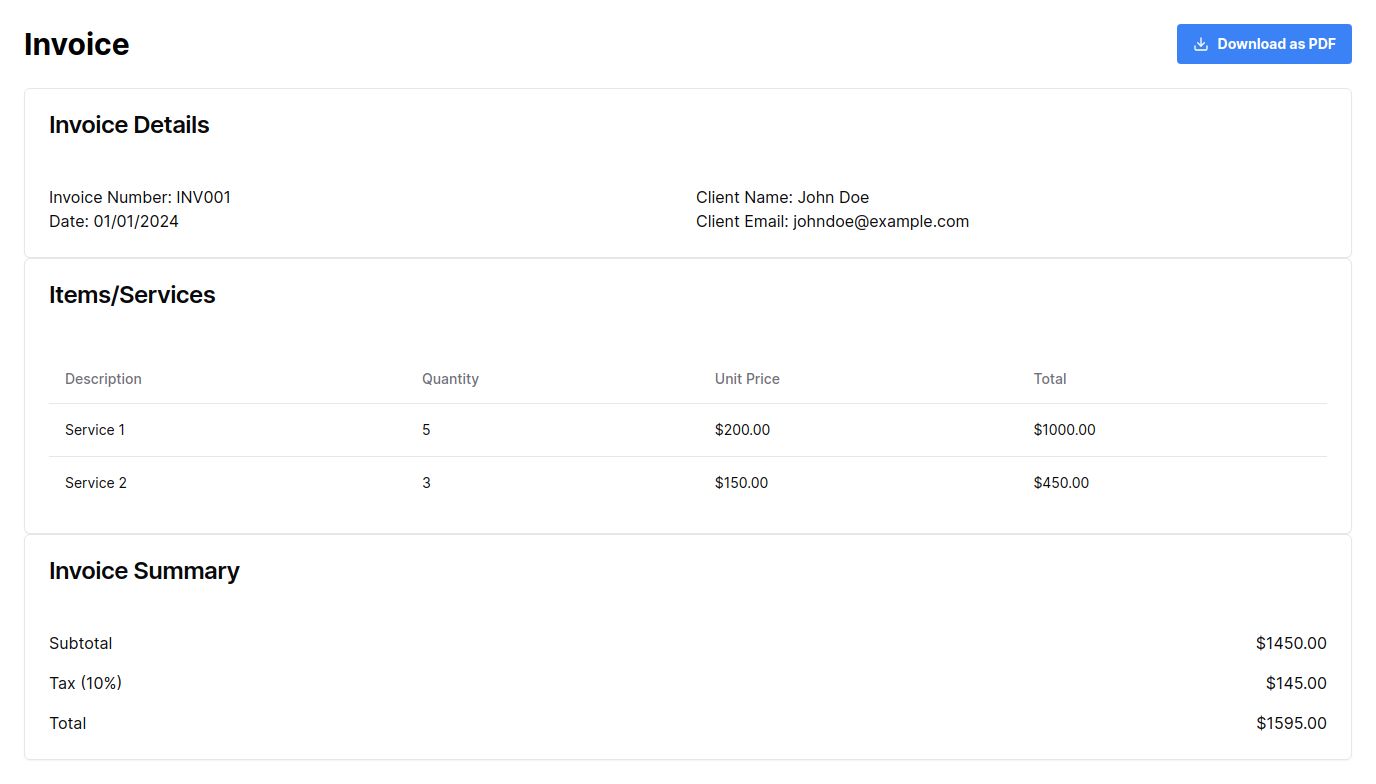 Invoice
Download as PDF
Invoice Details
Invoice Number: INV001
Date: 01/01/2024
Client Name: John Doe
Client Email: johndoe@example.com
Items/Services
Description Quantity Unit Price Total
Service 1 5 $200.00 $1000.00
Service 2 3 $150.00 $450.00
Invoice Summary
Subtotal $1450.00
Tax (10%) $145.00
Total $1595.00